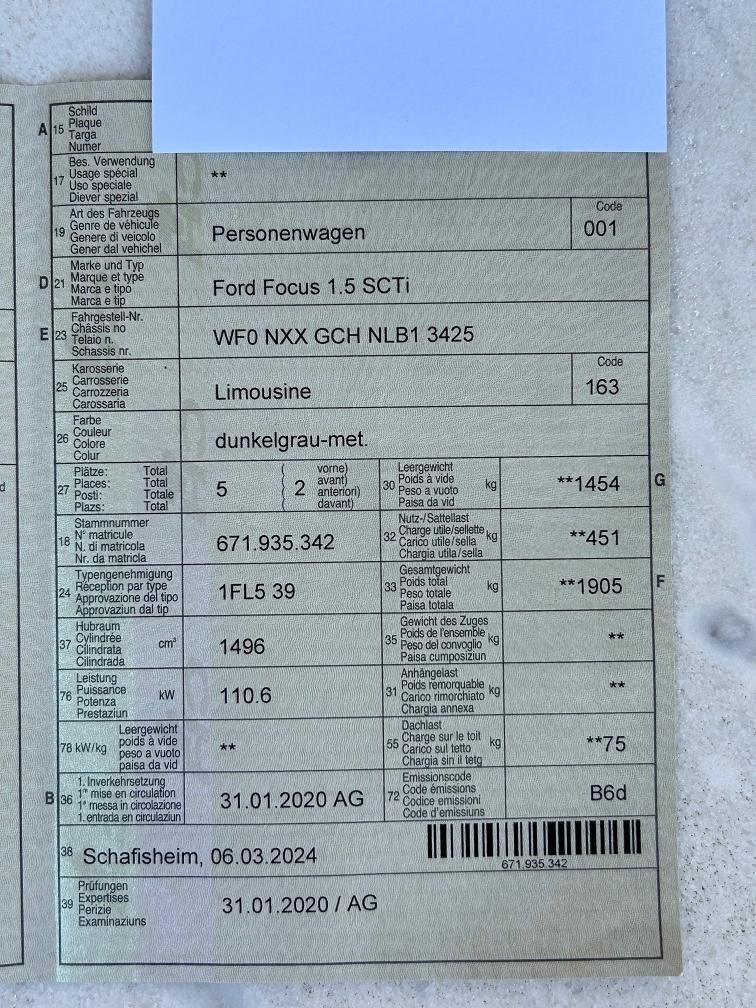 A 15 Schild
Plaque
Targa
Numer
17 Bes. Verwendung
Usage spécial
Uso speciale
Diever spezial
**
19 Art des Fahrzeugs
Genre de véhicule
Genere di veicolo
Gener dal vehichel
Personenwagen
Code
001
D 21 Marke und Typ
Marque et type
Marca e tipo
Marca e tip
Ford Focus 1.5 SCTi
E 23 Fahrgestell-Nr.
Châssis no
Telaio n.
Schassis nr.
WF0 NXX GCH NLB1 3425
25 Karosserie
Carrosserie
Carrozzeria
Carossaria
Limousine
Code
163
26 Farbe
Couleur
Colore
Colur
dunkelgrau-met.
27 Plätze: Total
Places: Total
Posti: Totale
Plazs: Total
5
2
vorne)
avant)
anteriori)
davant)
30 Leergewicht
Poids à vide
Peso a vuoto
Paisa da vid
kg
**1454
G
18 Stammnummer
N° matricule
N. di matricola
Nr. da matricla
671.935.342
32 Nutz-/Sattellast
Charge utile/sellette
Carico utile/sella
Chargia utila/sella
kg
**451
24 Typengenehmigung
Réception par type
Approvazione del tipo
Approvaziun dal tip
1FL5 39
33 Gesamtgewicht
Poids total
Peso totale
Paisa totala
kg
**1905
F
37 Hubraum
Cylindrée
Cilindrata
Cilindrada
cm³
1496
35 Gewicht des Zuges
Poids de l'ensemble
Peso del convoglio
Paisa cumposiziun
kg
**
76 Leistung
Puissance
Potenza
Prestaziun
kW
110.6
31 Anhängelast
Poids remorquable
Carico rimorchiato
Chargia annexa
kg
**
78 kW/kg
Leergewicht
poids à vide
peso a vuoto
paisa da vid
**
55 Dachlast
Charge sur le toit
Carico sul tetto
Chargia sin il tetg
kg
**75
B 36 1. Inverkehrsetzung
1re mise en circulation
1a messa in circolazione
1. entrada en circulaziun
31.01.2020 AG
72 Emissionscode
Code émissions
Codice emissioni
Code d'emissiuns
B6d
38 Schafisheim, 06.03.2024
671.935.342
39 Prüfungen
Expertises
Perizie
Examinaziuns
31.01.2020 / AG
d